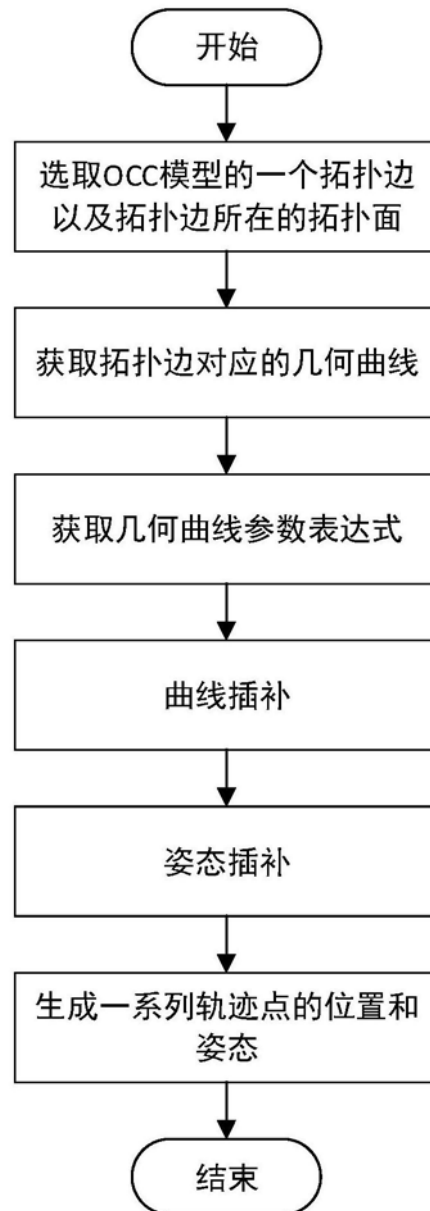 开始
选取OCC模型的一个拓扑边
以及拓扑边所在的拓扑面
获取拓扑边对应的几何曲线
获取几何曲线参数表达式
曲线插补
姿态插补
生成一系列轨迹点的位置和
姿态
结束